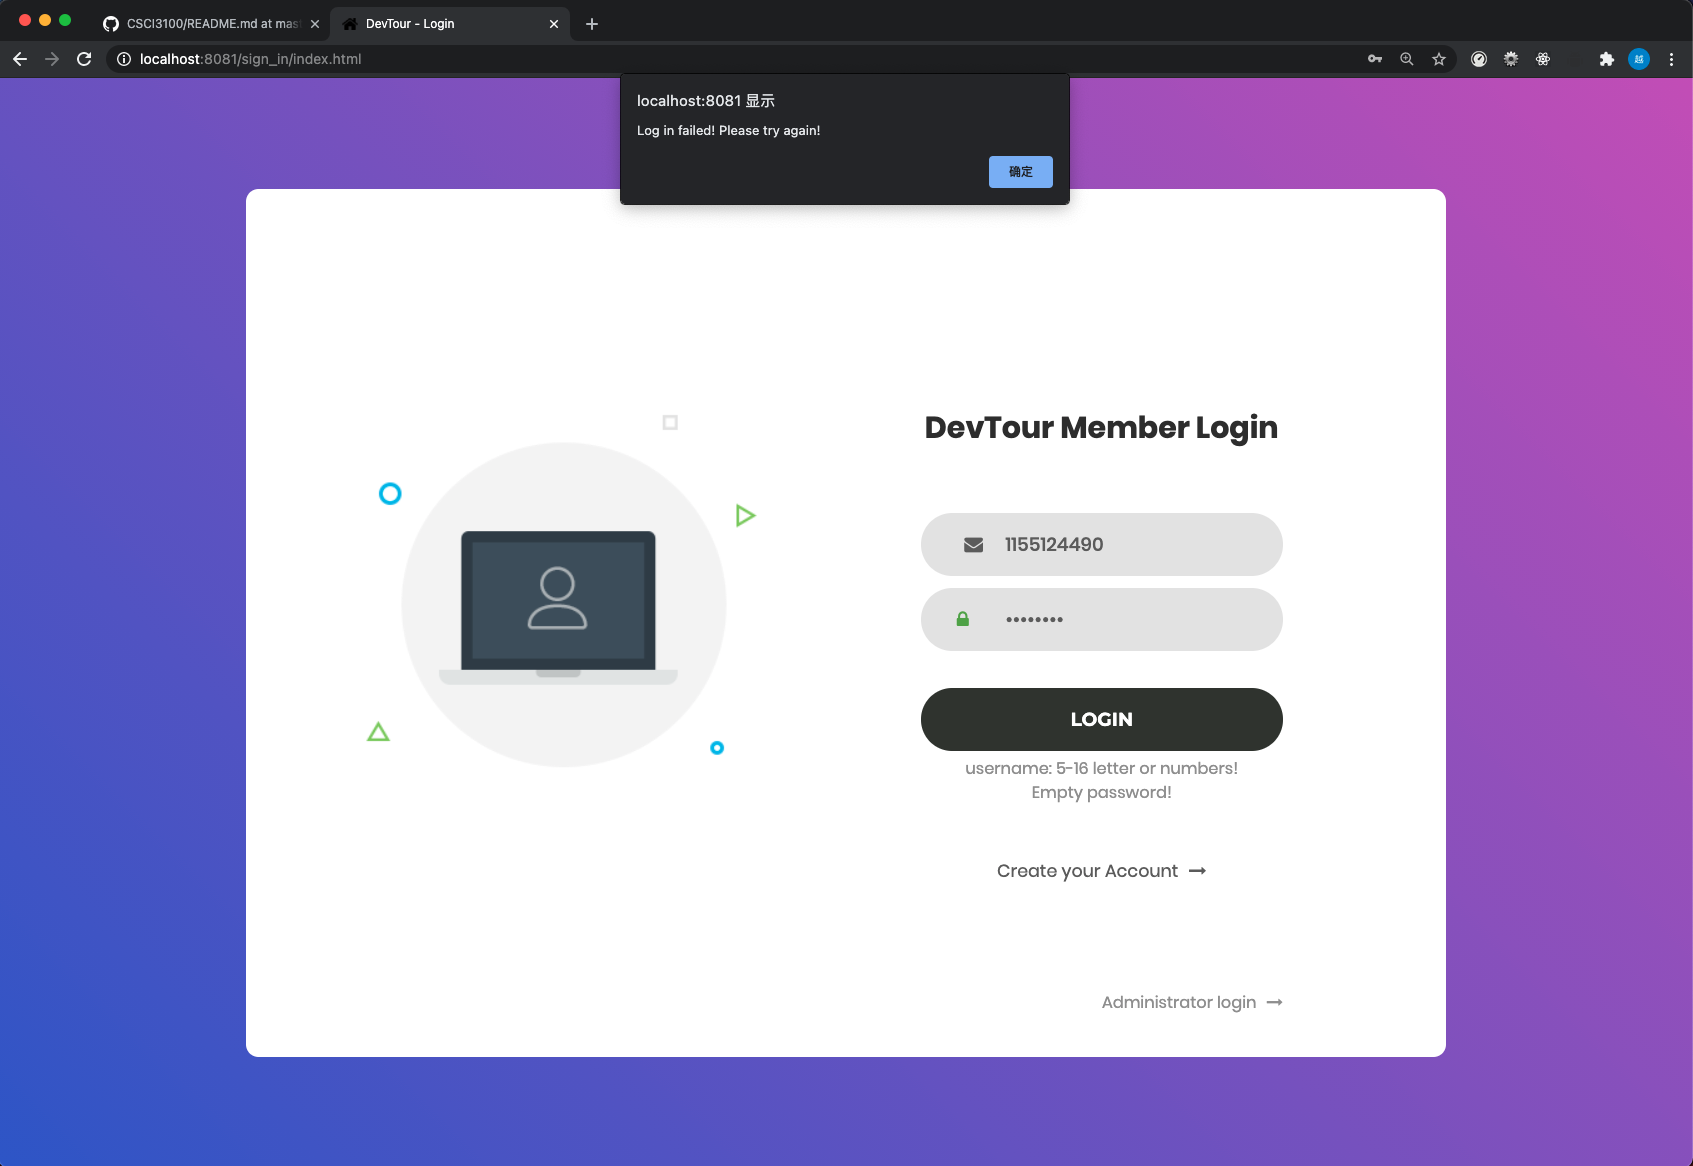 CSCI3100/README.md at mas
DevTour - Login
localhost:8081/sign_in/index.html
越
localhost:8081 显示
Log in failed! Please try again!
确定
DevTour Member Login
1155124490
••••••••
LOGIN
username: 5-16 letter or numbers!
Empty password!
Create your Account
Administrator login